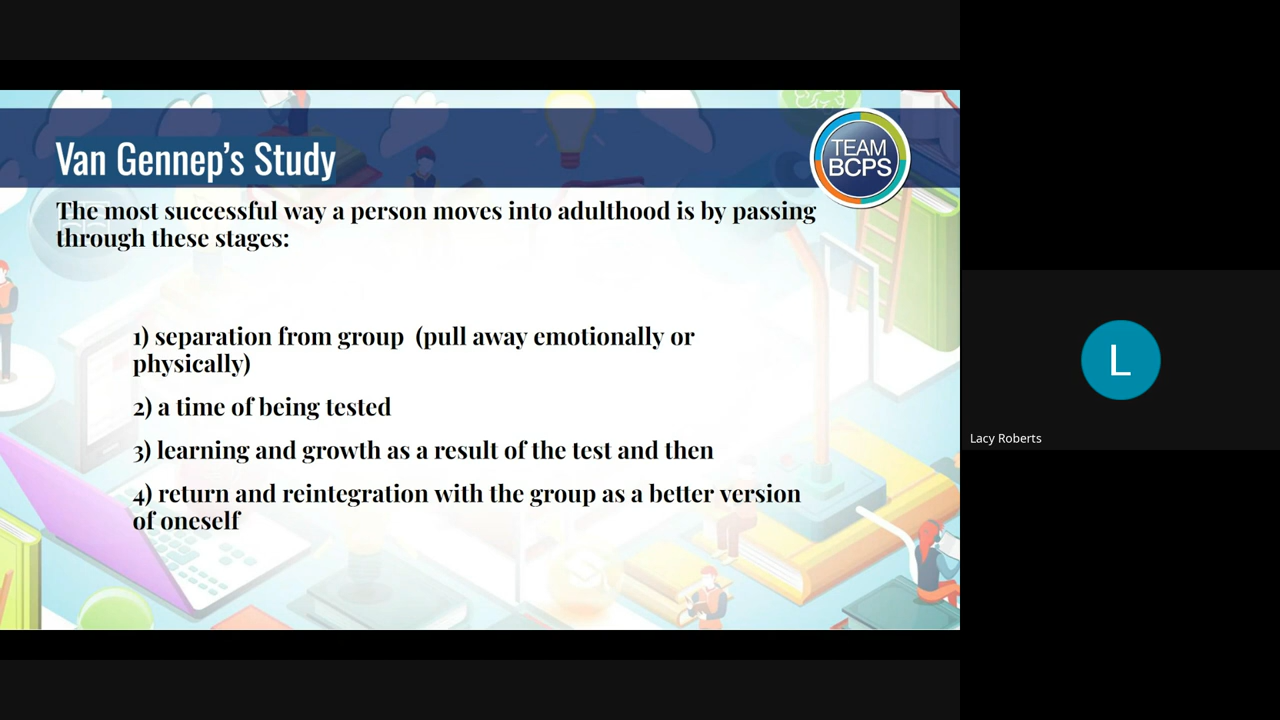 Van Gennep's Study
TEAM
BCPS
The most successful way a person moves into adulthood is by passing
through these stages:
1) separation from group  (pull away emotionally or
physically)
2) a time of being tested
3) learning and growth as a result of the test and then
4) return and reintegration with the group as a better version
of oneself
L
Lacy Roberts